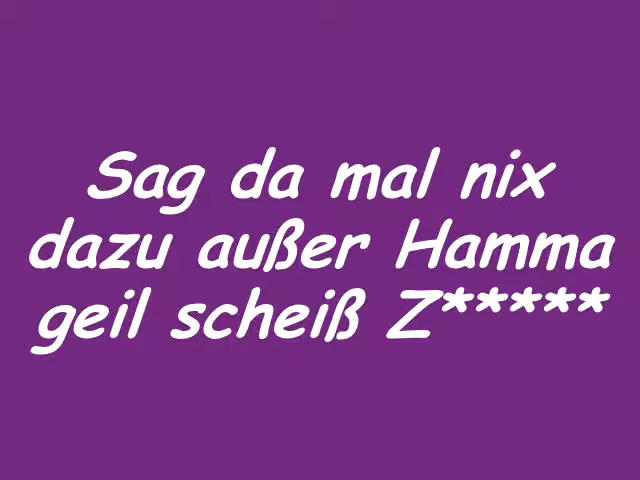 Sag da mal nix
dazu außer Hamma
geil scheiß Z*****